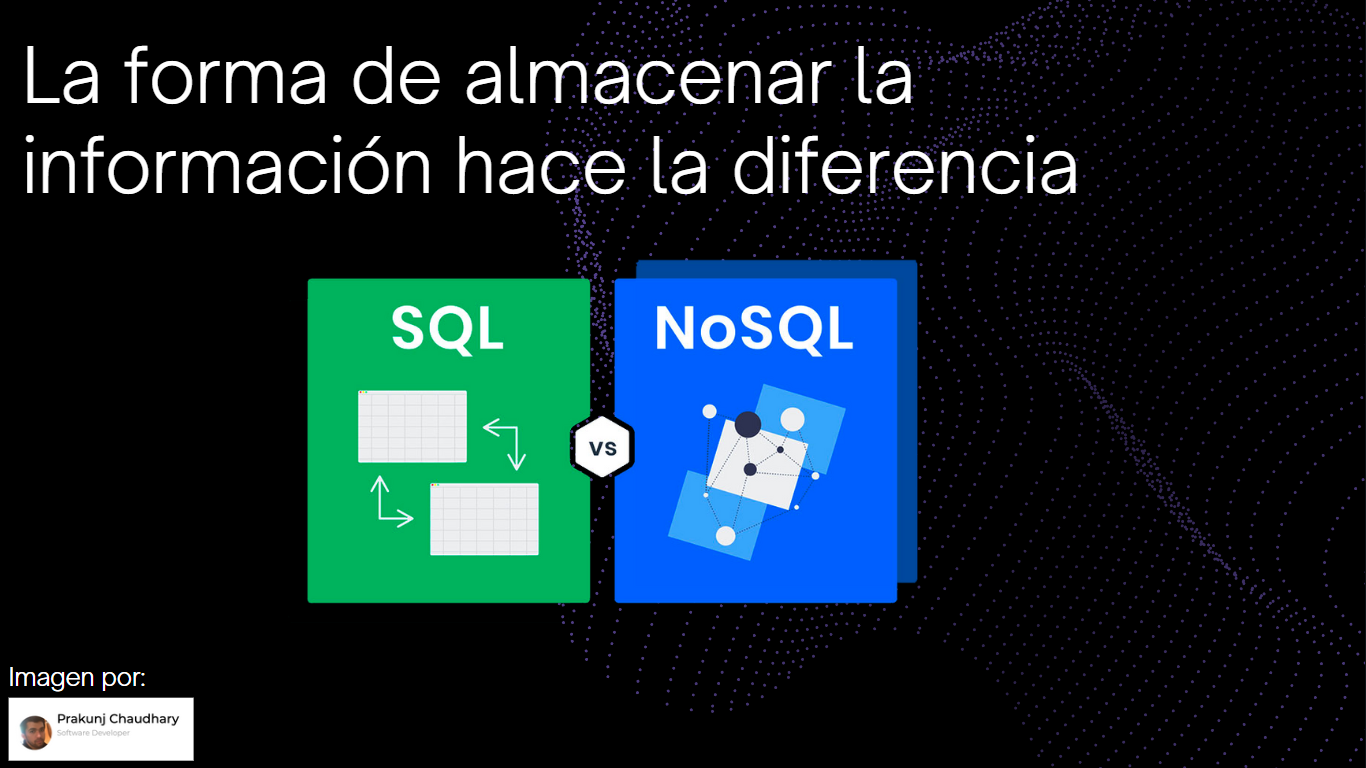 La forma de almacenar la
información hace la diferencia
SQL
NoSQL
vs
Imagen por:
Prakunj Chaudhary
Software Developer